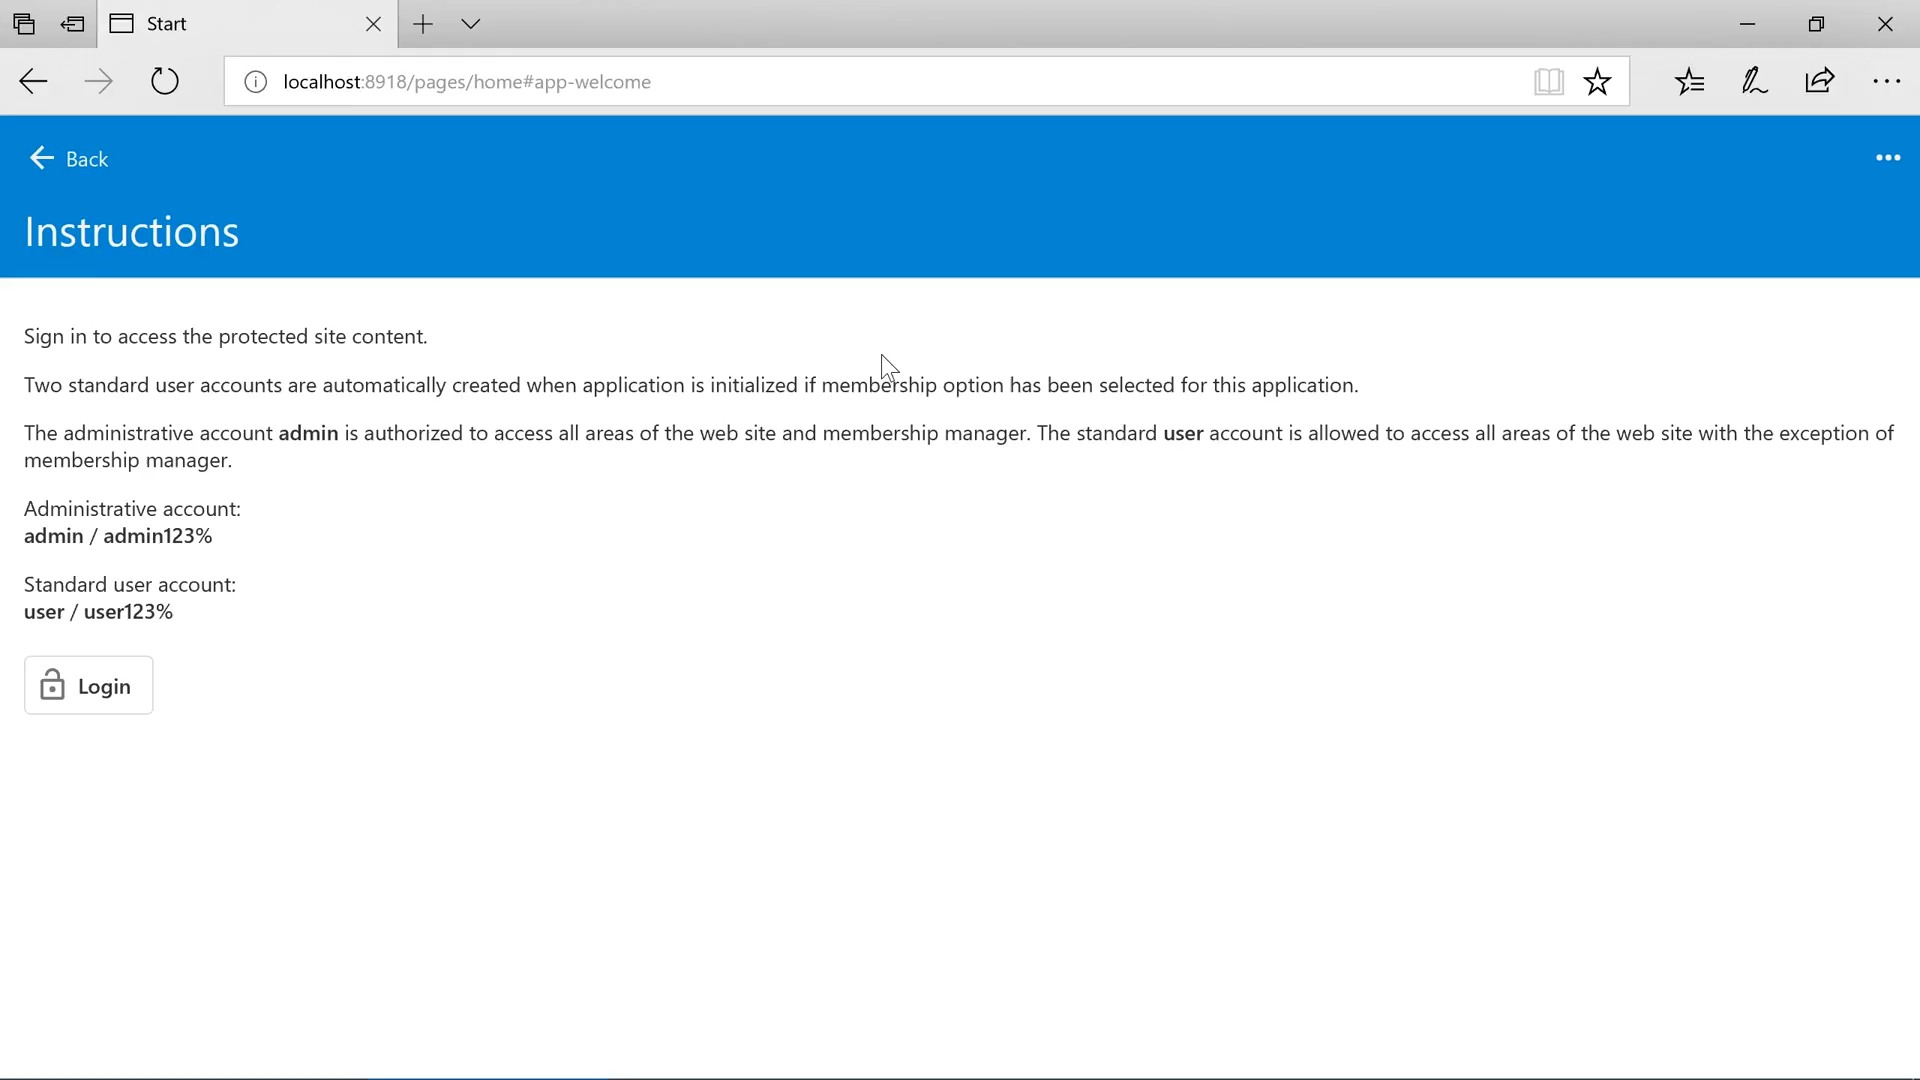 Start
localhost:8918/pages/home#app-welcome
Back
Instructions
Sign in to access the protected site content.
Two standard user accounts are automatically created when application is initialized if membership option has been selected for this application.
The administrative account admin is authorized to access all areas of the web site and membership manager. The standard user account is allowed to access all areas of the web site with the exception of
membership manager.
Administrative account:
admin / admin123%
Standard user account:
user / user123%
Login